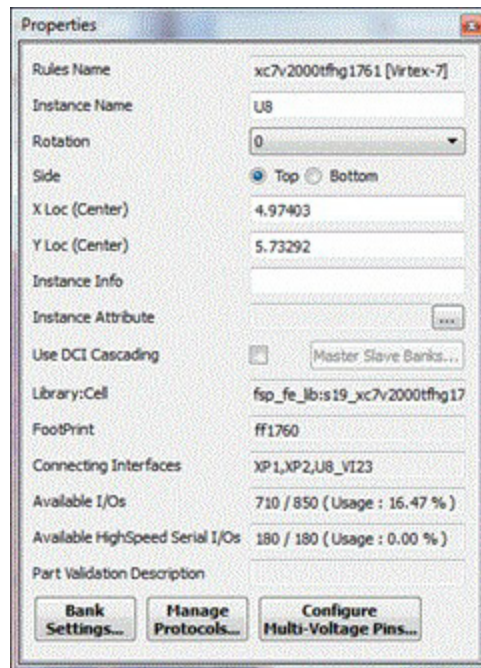 Properties
Rules Name xc7v2000tfhg1761 [Virtex-7]
Instance Name U8
Rotation 0
Side Top Bottom
X Loc (Center) 4.97403
Y Loc (Center) 5.73292
Instance Info
Instance Attribute ...
Use DCI Cascading Master Slave Banks...
Library:Cell fsp_fe_lib:s19_xc7v2000tfhg17
FootPrint ff1760
Connecting Interfaces XP1,XP2,U8_VI23
Available I/Os 710 / 850 ( Usage : 16.47 % )
Available HighSpeed Serial I/Os 180 / 180 ( Usage : 0.00 % )
Part Validation Description
Bank Settings... Manage Protocols... Configure Multi-Voltage Pins...